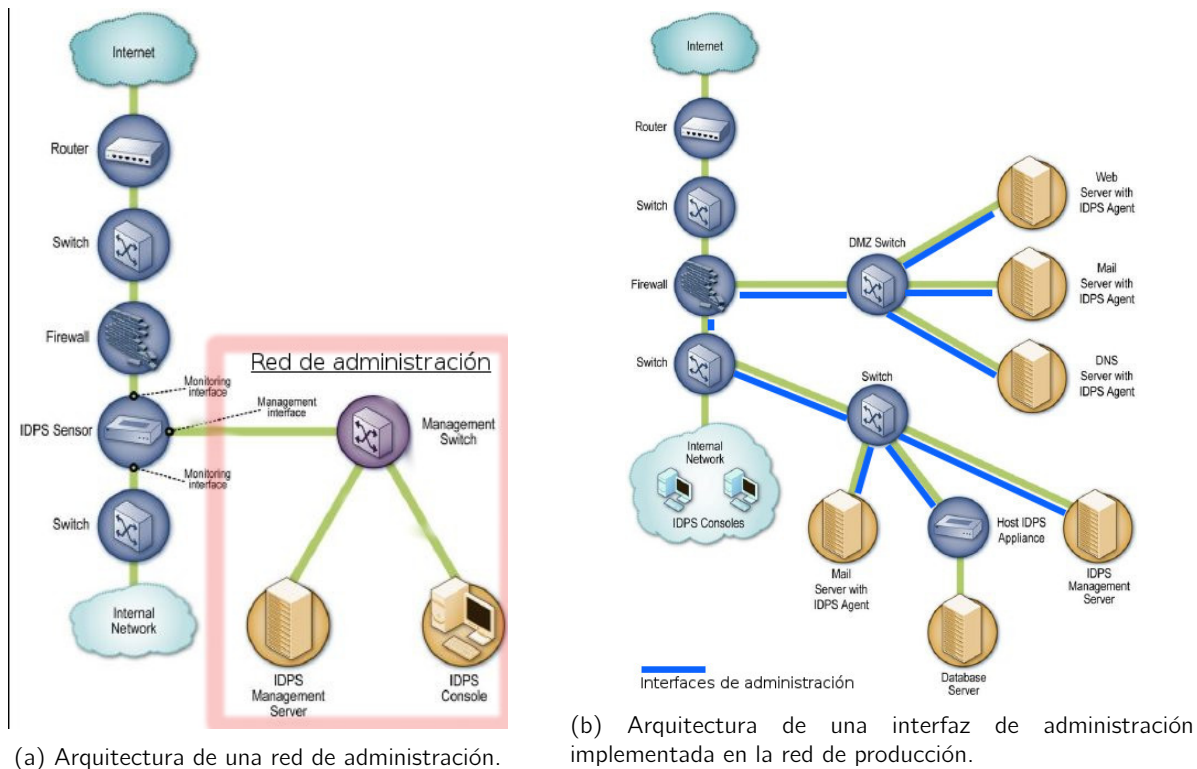 Internet
Router
Switch
Firewall
Red de administración
Monitoring
interface
Management
interface
IDPS Sensor
Management
Switch
Monitoring
interface
Switch
Internal
Network
IDPS
Management
Server
IDPS
Console
(a) Arquitectura de una red de administración.
Internet
Router
Switch
Web
Server with
IDPS Agent
DMZ Switch
Firewall
Mail
Server with
IDPS Agent
Switch
DNS
Server with
IDPS Agent
Switch
Internal
Network
IDPS Consoles
Mail
Server with
IDPS Agent
Host IDPS
Appliance
IDPS
Management
Server
Database
Server
Interfaces de administración
(b) Arquitectura de una interfaz de administración
implementada en la red de producción.